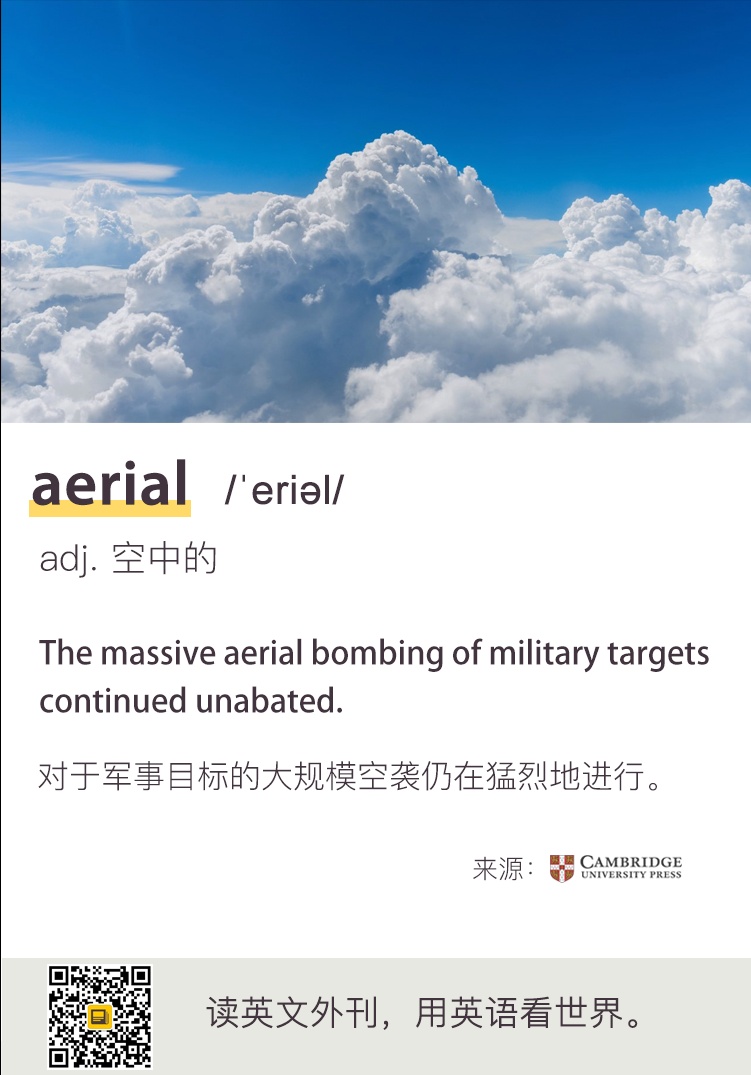 aerial /ˈeriəl/
adj. 空中的
The massive aerial bombing of military targets
continued unabated.
对于军事目标的大规模空袭仍在猛烈地进行。
来源： CAMBRIDGE
UNIVERSITY PRESS
读英文外刊，用英语看世界。